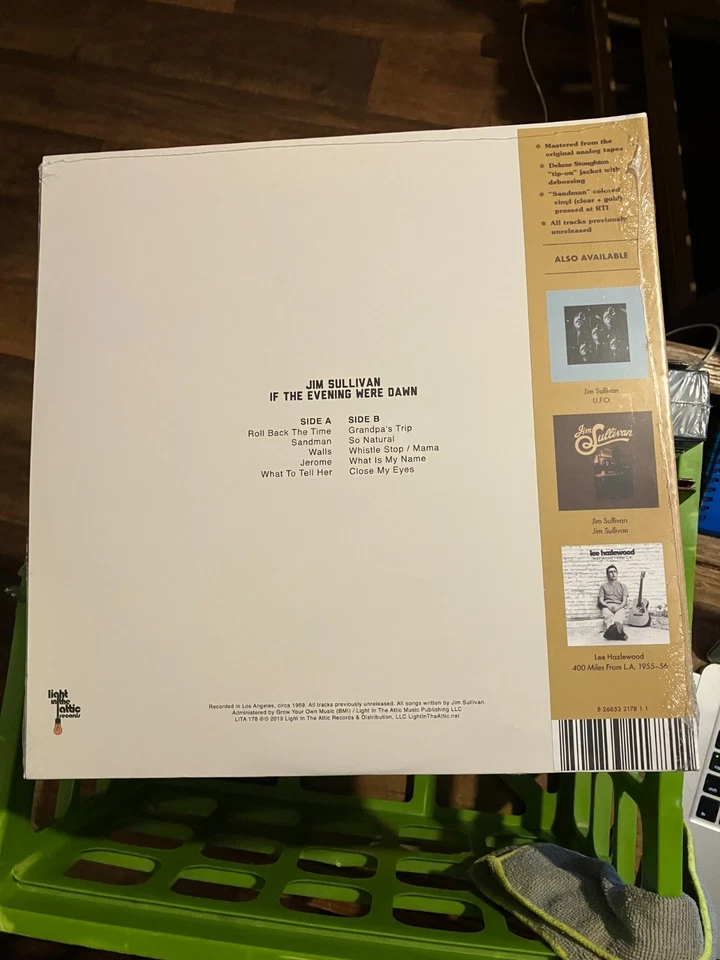 Mastered from the
original analog tapes
Deluxe Stoughton
"tip-on" jacket with
debossing
"Sandman" colored
vinyl (clear + gold)
pressed at RTI
All tracks previously
unreleased
ALSO AVAILABLE
Jim Sullivan
Jim Sullivan
U.F.O.
Jim Sullivan
Jim Sullivan
lee hazlewood
Lee Hazlewood
400 Miles From L.A. 1955–56
8 26853 2178 1 1
JIM SULLIVAN
IF THE EVENING WERE DAWN
SIDE A
Roll Back The Time
Sandman
Walls
Jerome
What To Tell Her
SIDE B
Grandpa's Trip
So Natural
Whistle Stop / Mama
What Is My Name
Close My Eyes
light
in the
attic
records
Recorded in Los Angeles, circa 1969. All tracks previously unreleased. All songs written by Jim Sullivan.
Administered by Grow Your Own Music (BMI) / Light In The Attic Music Publishing LLC
LITA 178 ©℗ 2019 Light In The Attic Records & Distribution, LLC LightInTheAttic.net